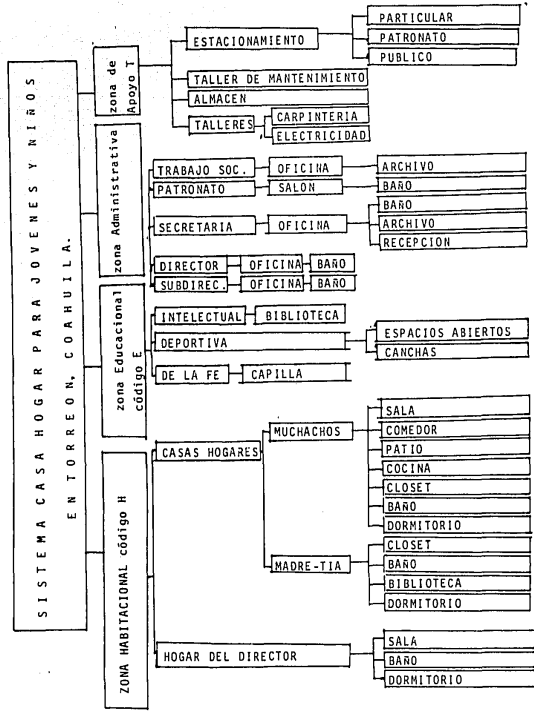 SISTEMA CASA HOGAR PARA JOVENES Y NIÑOS
EN TORREON, COAHUILA.
zona de
Apoyo T
ESTACIONAMIENTO
PARTICULAR
PATRONATO
PUBLICO
TALLER DE MANTENIMIENTO
ALMACEN
TALLERES
CARPINTERIA
ELECTRICIDAD
zona Administrativa
TRABAJO SOC.
OFICINA
ARCHIVO
PATRONATO
SALON
BAÑO
SECRETARIA
OFICINA
BAÑO
ARCHIVO
RECEPCION
DIRECTOR
OFICINA
BAÑO
SUBDIREC.
OFICINA
BAÑO
zona Educacional
código E
INTELECTUAL
BIBLIOTECA
DEPORTIVA
ESPACIOS ABIERTOS
CANCHAS
DE LA FE
CAPILLA
ZONA HABITACIONAL código H
CASAS HOGARES
MUCHACHOS
SALA
COMEDOR
PATIO
COCINA
CLOSET
BAÑO
DORMITORIO
MADRE-TIA
CLOSET
BAÑO
BIBLIOTECA
DORMITORIO
HOGAR DEL DIRECTOR
SALA
BAÑO
DORMITORIO